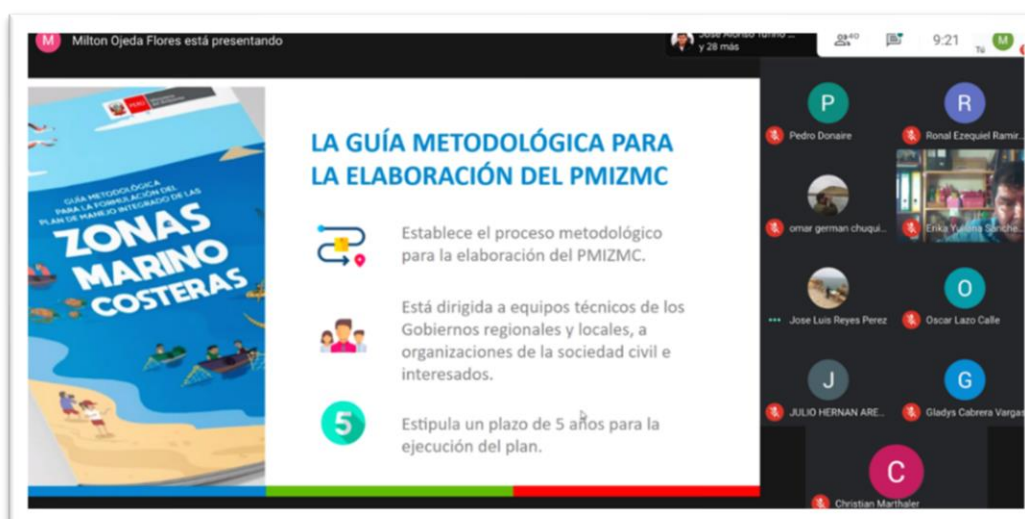 M Milton Ojeda Flores está presentando
y 28 más
40
9:21
Tú
M
PERÚ
GUÍA METODOLÓGICA
PARA LA FORMULACIÓN DEL
PLAN DE MANEJO INTEGRADO DE LAS
ZONAS
MARINO
COSTERAS
LA GUÍA METODOLÓGICA PARA
LA ELABORACIÓN DEL PMIZMC
Establece el proceso metodológico
para la elaboración del PMIZMC.
Está dirigida a equipos técnicos de los
Gobiernos regionales y locales, a
organizaciones de la sociedad civil e
interesados.
5
Estipula un plazo de 5 años para la
ejecución del plan.
P
Pedro Donaire
R
Ronal Ezequiel Ramir...
omar german chuqui...
Erika Yuliana Sanche...
Jose Luis Reyes Perez
O
Oscar Lazo Calle
J
JULIO HERNAN ARE...
G
Gladys Cabrera Vargas
C
Christian Marthaler